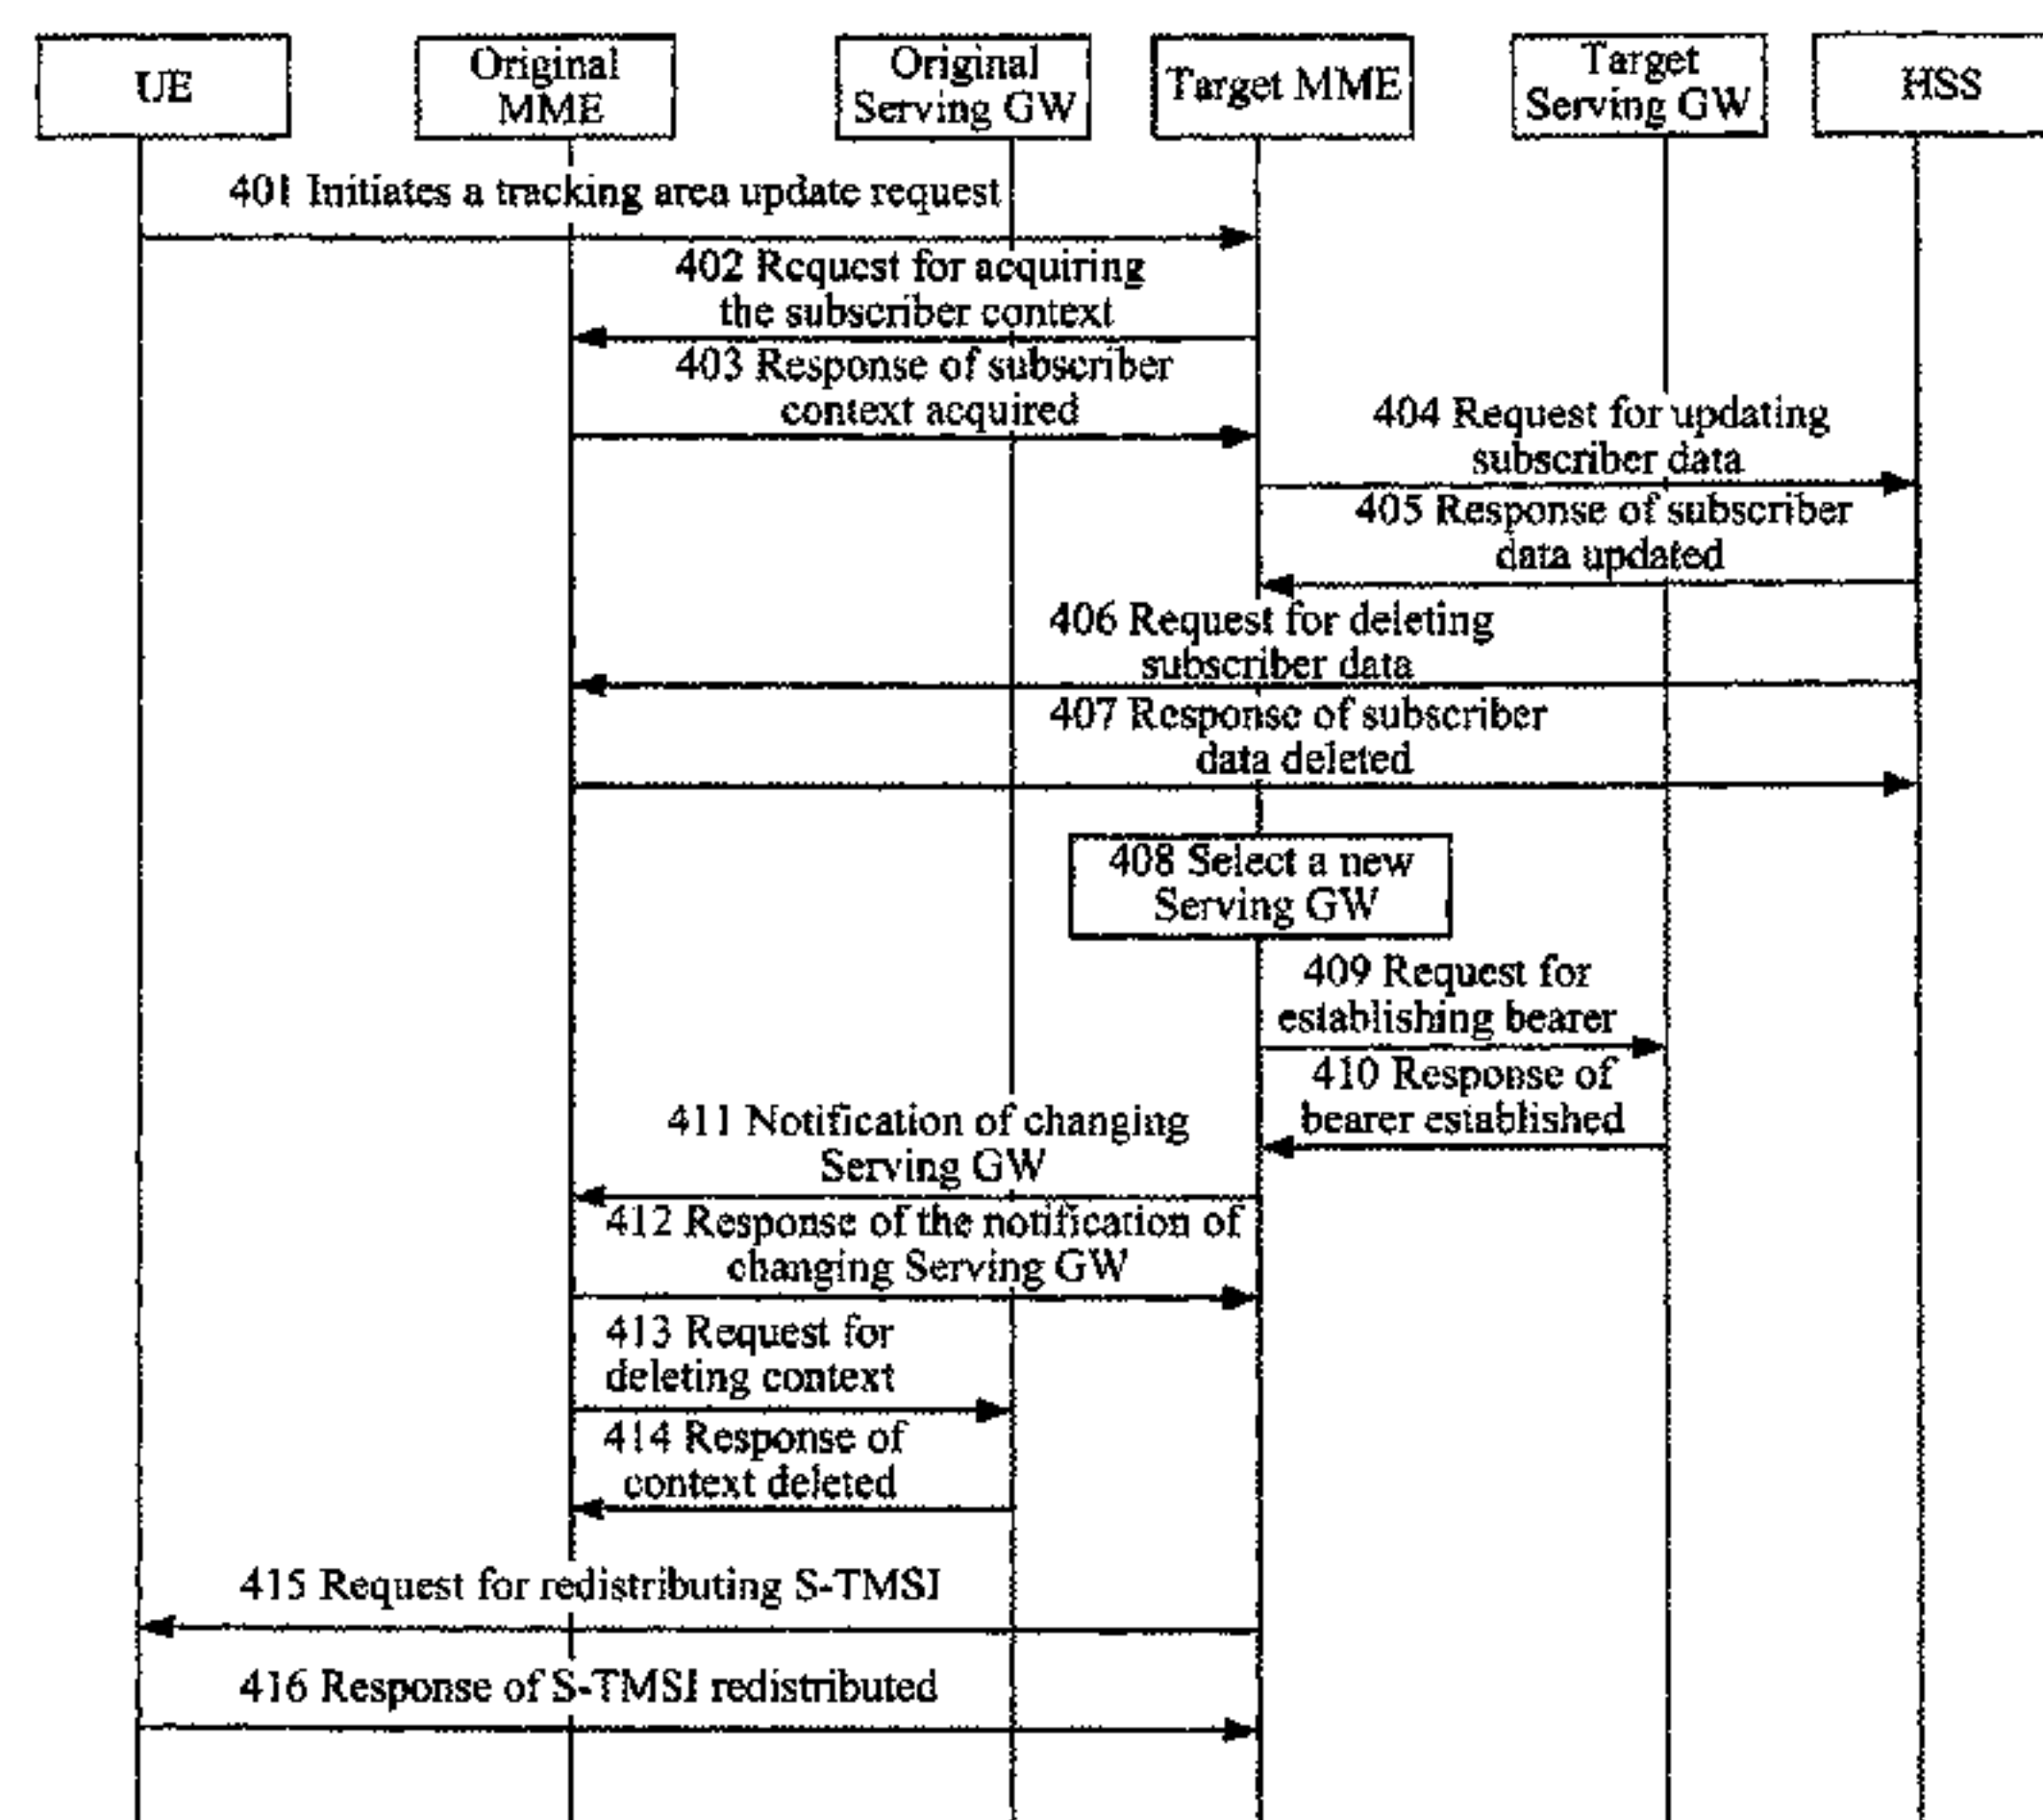 UE
Original
MME
Original
Serving GW
Target MME
Target
Serving GW
HSS
401 Initiates a tracking area update request
402 Request for acquiring
the subscriber context
403 Response of subscriber
context acquired
404 Request for updating
subscriber data
405 Response of subscriber
data updated
406 Request for deleting
subscriber data
407 Response of subscriber
data deleted
408 Select a new
Serving GW
409 Request for
establishing bearer
410 Response of
bearer established
411 Notification of changing
Serving GW
412 Response of the notification of
changing Serving GW
413 Request for
deleting context
414 Response of
context deleted
415 Request for redistributing S-TMSI
416 Response of S-TMSI redistributed